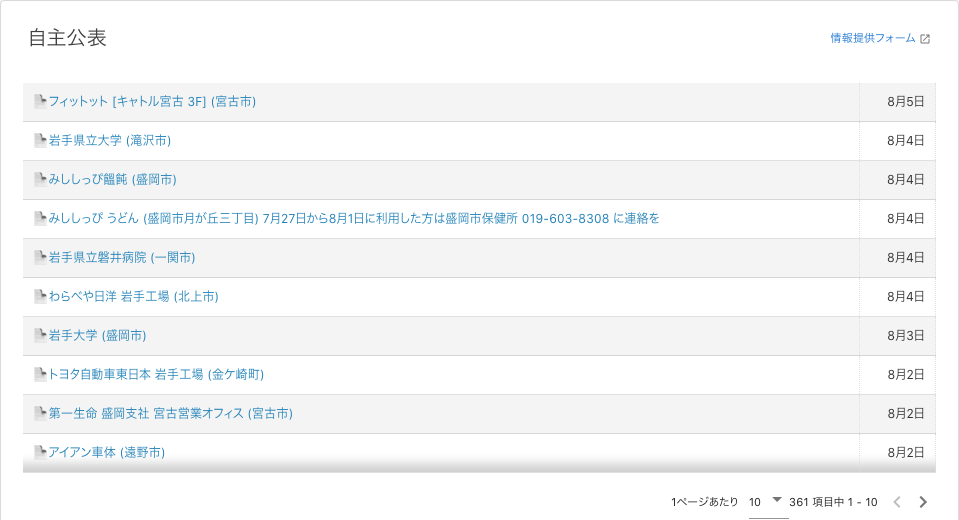 自主公表
情報提供フォーム
フィットット [キャトル宮古 3F] (宮古市) 8月5日
岩手県立大学 (滝沢市) 8月4日
みししっぴ饂飩 (盛岡市) 8月4日
みししっぴ うどん (盛岡市月が丘三丁目) 7月27日から8月1日に利用した方は盛岡市保健所 019-603-8308 に連絡を 8月4日
岩手県立磐井病院 (一関市) 8月4日
わらべや日洋 岩手工場 (北上市) 8月4日
岩手大学 (盛岡市) 8月3日
トヨタ自動車東日本 岩手工場 (金ケ崎町) 8月2日
第一生命 盛岡支社 宮古営業オフィス (宮古市) 8月2日
アイアン車体 (遠野市) 8月2日
1ページあたり 10 361 項目中 1 - 10